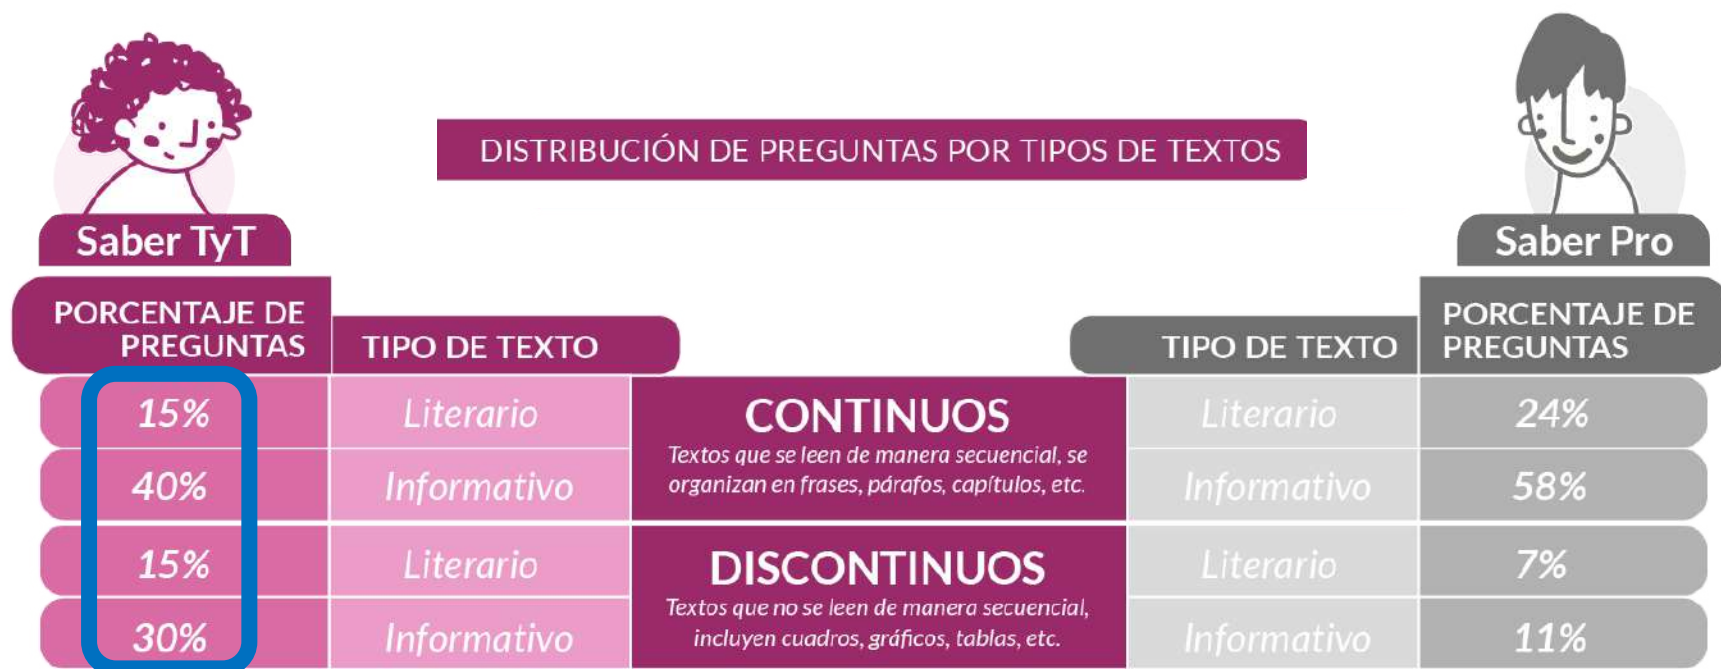 DISTRIBUCIÓN DE PREGUNTAS POR TIPOS DE TEXTOS
Saber TyT
Saber Pro
PORCENTAJE DE
PREGUNTAS
TIPO DE TEXTO
TIPO DE TEXTO
PORCENTAJE DE
PREGUNTAS
15%
Literario
CONTINUOS
Textos que se leen de manera secuencial, se
organizan en frases, párafos, capítulos, etc.
Literario
24%
40%
Informativo
Informativo
58%
15%
Literario
DISCONTINUOS
Textos que no se leen de manera secuencial,
incluyen cuadros, gráficos, tablas, etc.
Literario
7%
30%
Informativo
Informativo
11%